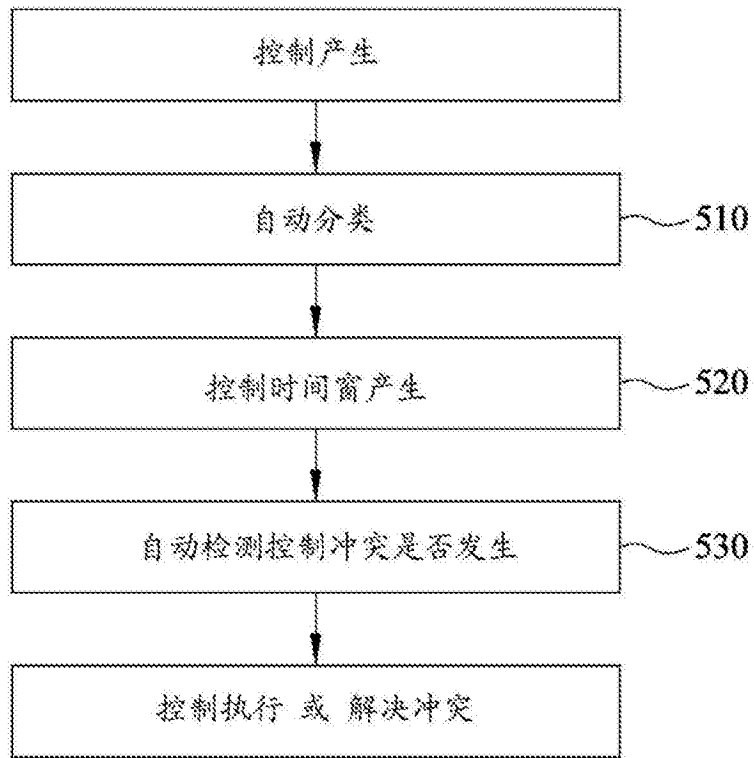 控制产生
自动分类
510
控制时间窗产生
520
自动检测控制冲突是否发生
530
控制执行 或 解决冲突